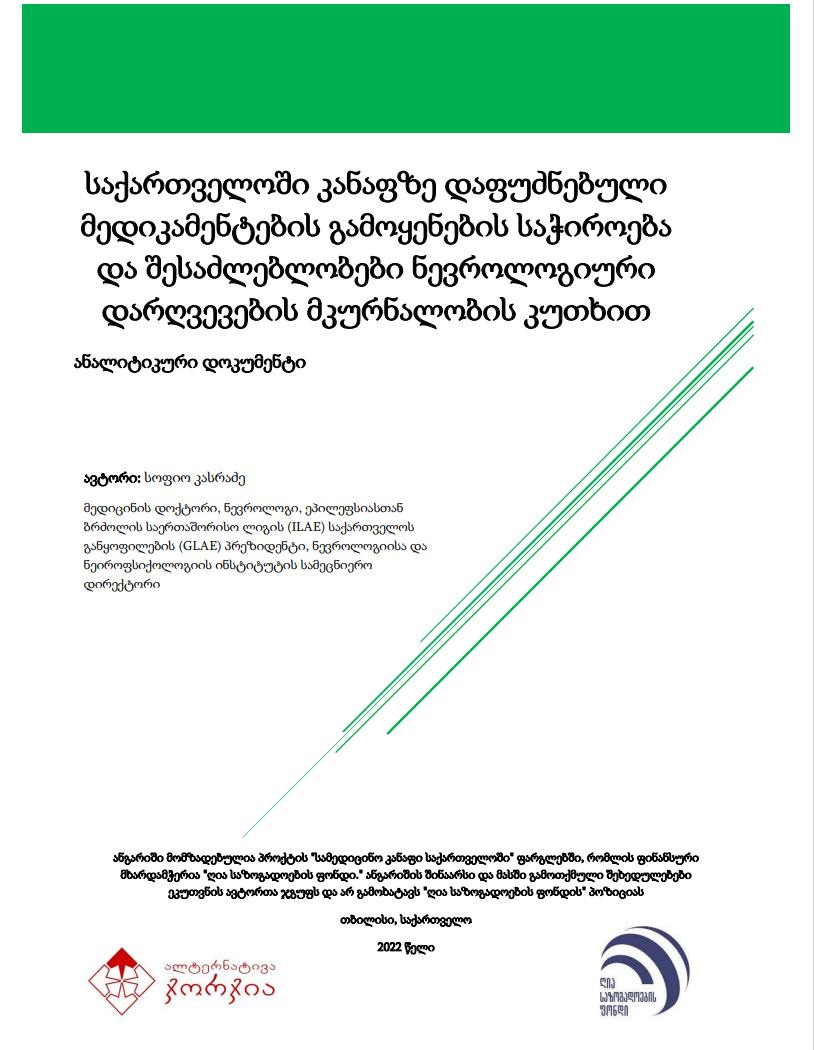 საქართველოში კანაფზე დაფუძნებული
მედიკამენტების გამოყენების საჭიროება
და შესაძლებლობები ნევროლოგიური
დარღვევების მკურნალობის კუთხით
ანალიტიკური დოკუმენტი
ავტორი: სოფიო კასრაძე
მედიცინის დოქტორი, ნევროლოგი, ეპილეფსიასთან
ბრძოლის საერთაშორისო ლიგის (ILAE) საქართველოს
განყოფილების (GLAE) პრეზიდენტი, ნევროლოგიისა და
ნეიროფსიქოლოგიის ინსტიტუტის სამეცნიერო
დირექტორი
ანგარიში მომზადებულია პროქტის "სამედიცინო კანაფი საქართველოში" ფარგლებში, რომლის ფინანსური
მხარდამჭერია "ღია საზოგადოების ფონდი." ანგარიშის შინაარსი და მასში გამოთქმული შეხედულებები
ეკუთვნის ავტორთა ჯგუფს და არ გამოხატავს "ღია საზოგადოების ფონდის" პოზიციას
თბილისი, საქართველო
2022 წელი
ალტერნატივა
ჯორჯია
ღია
საზოგადოების
ფონდი